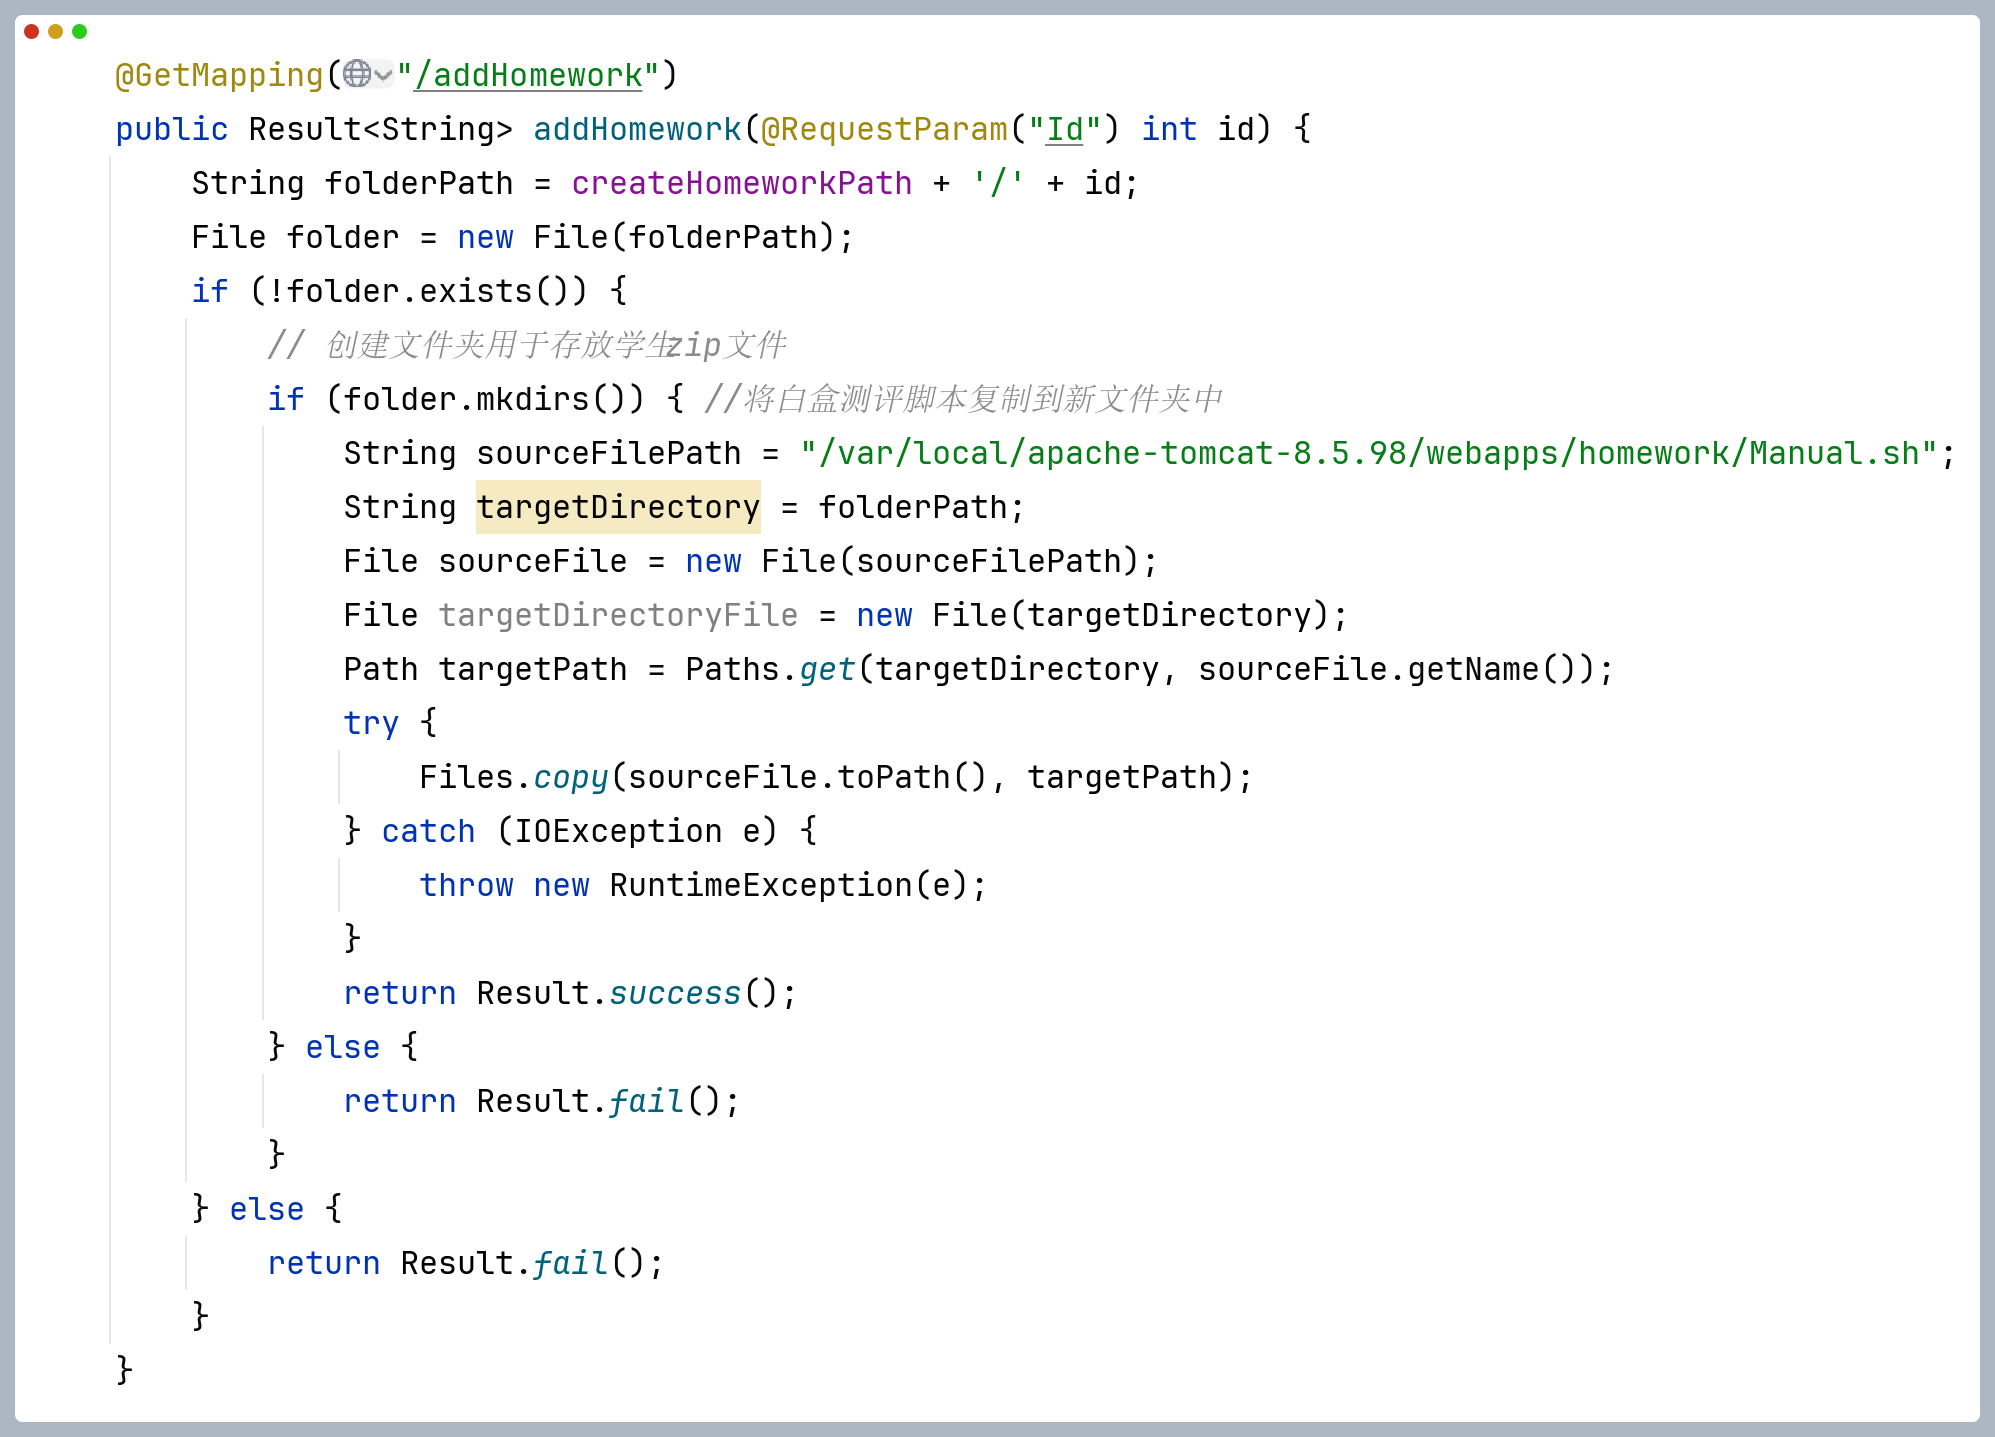 @GetMapping("/addHomework")
public Result<String> addHomework(@RequestParam("Id") int id) {
String folderPath = createHomeworkPath + '/' + id;
File folder = new File(folderPath);
if (!folder.exists()) {
// 创建文件夹用于存放学生zip文件
if (folder.mkdirs()) { //将白盒测评脚本复制到新文件夹中
String sourceFilePath = "/var/local/apache-tomcat-8.5.98/webapps/homework/Manual.sh";
String targetDirectory = folderPath;
File sourceFile = new File(sourceFilePath);
File targetDirectoryFile = new File(targetDirectory);
Path targetPath = Paths.get(targetDirectory, sourceFile.getName());
try {
Files.copy(sourceFile.toPath(), targetPath);
} catch (IOException e) {
throw new RuntimeException(e);
}
return Result.success();
} else {
return Result.fail();
}
} else {
return Result.fail();
}
}